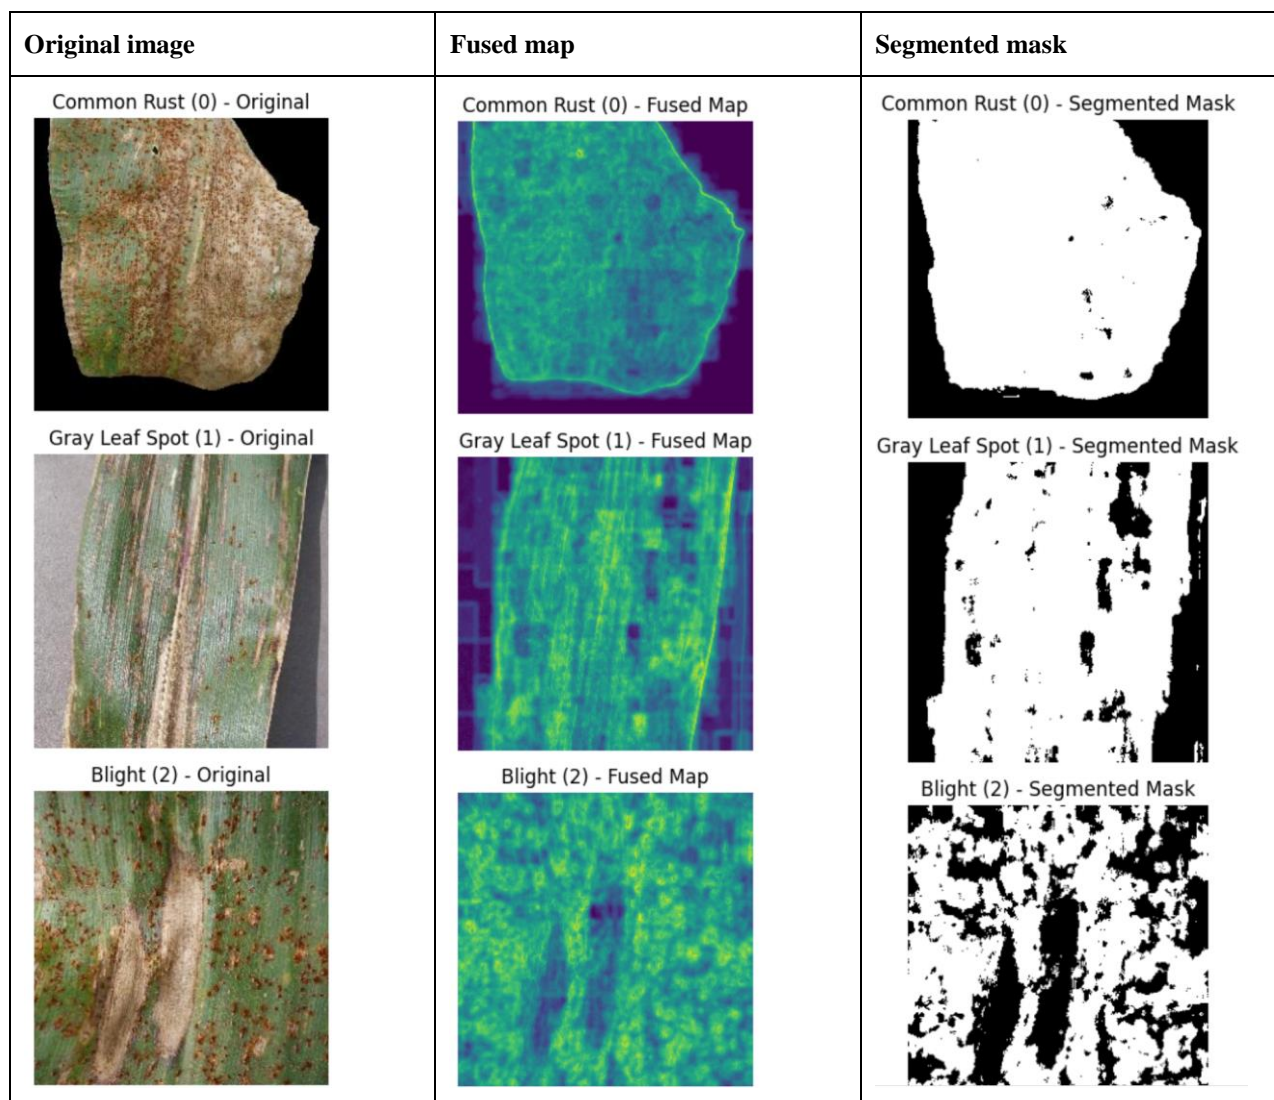 Original image
Fused map
Segmented mask
Common Rust (0) - Original
Common Rust (0) - Fused Map
Common Rust (0) - Segmented Mask
Gray Leaf Spot (1) - Original
Gray Leaf Spot (1) - Fused Map
Gray Leaf Spot (1) - Segmented Mask
Blight (2) - Original
Blight (2) - Fused Map
Blight (2) - Segmented Mask